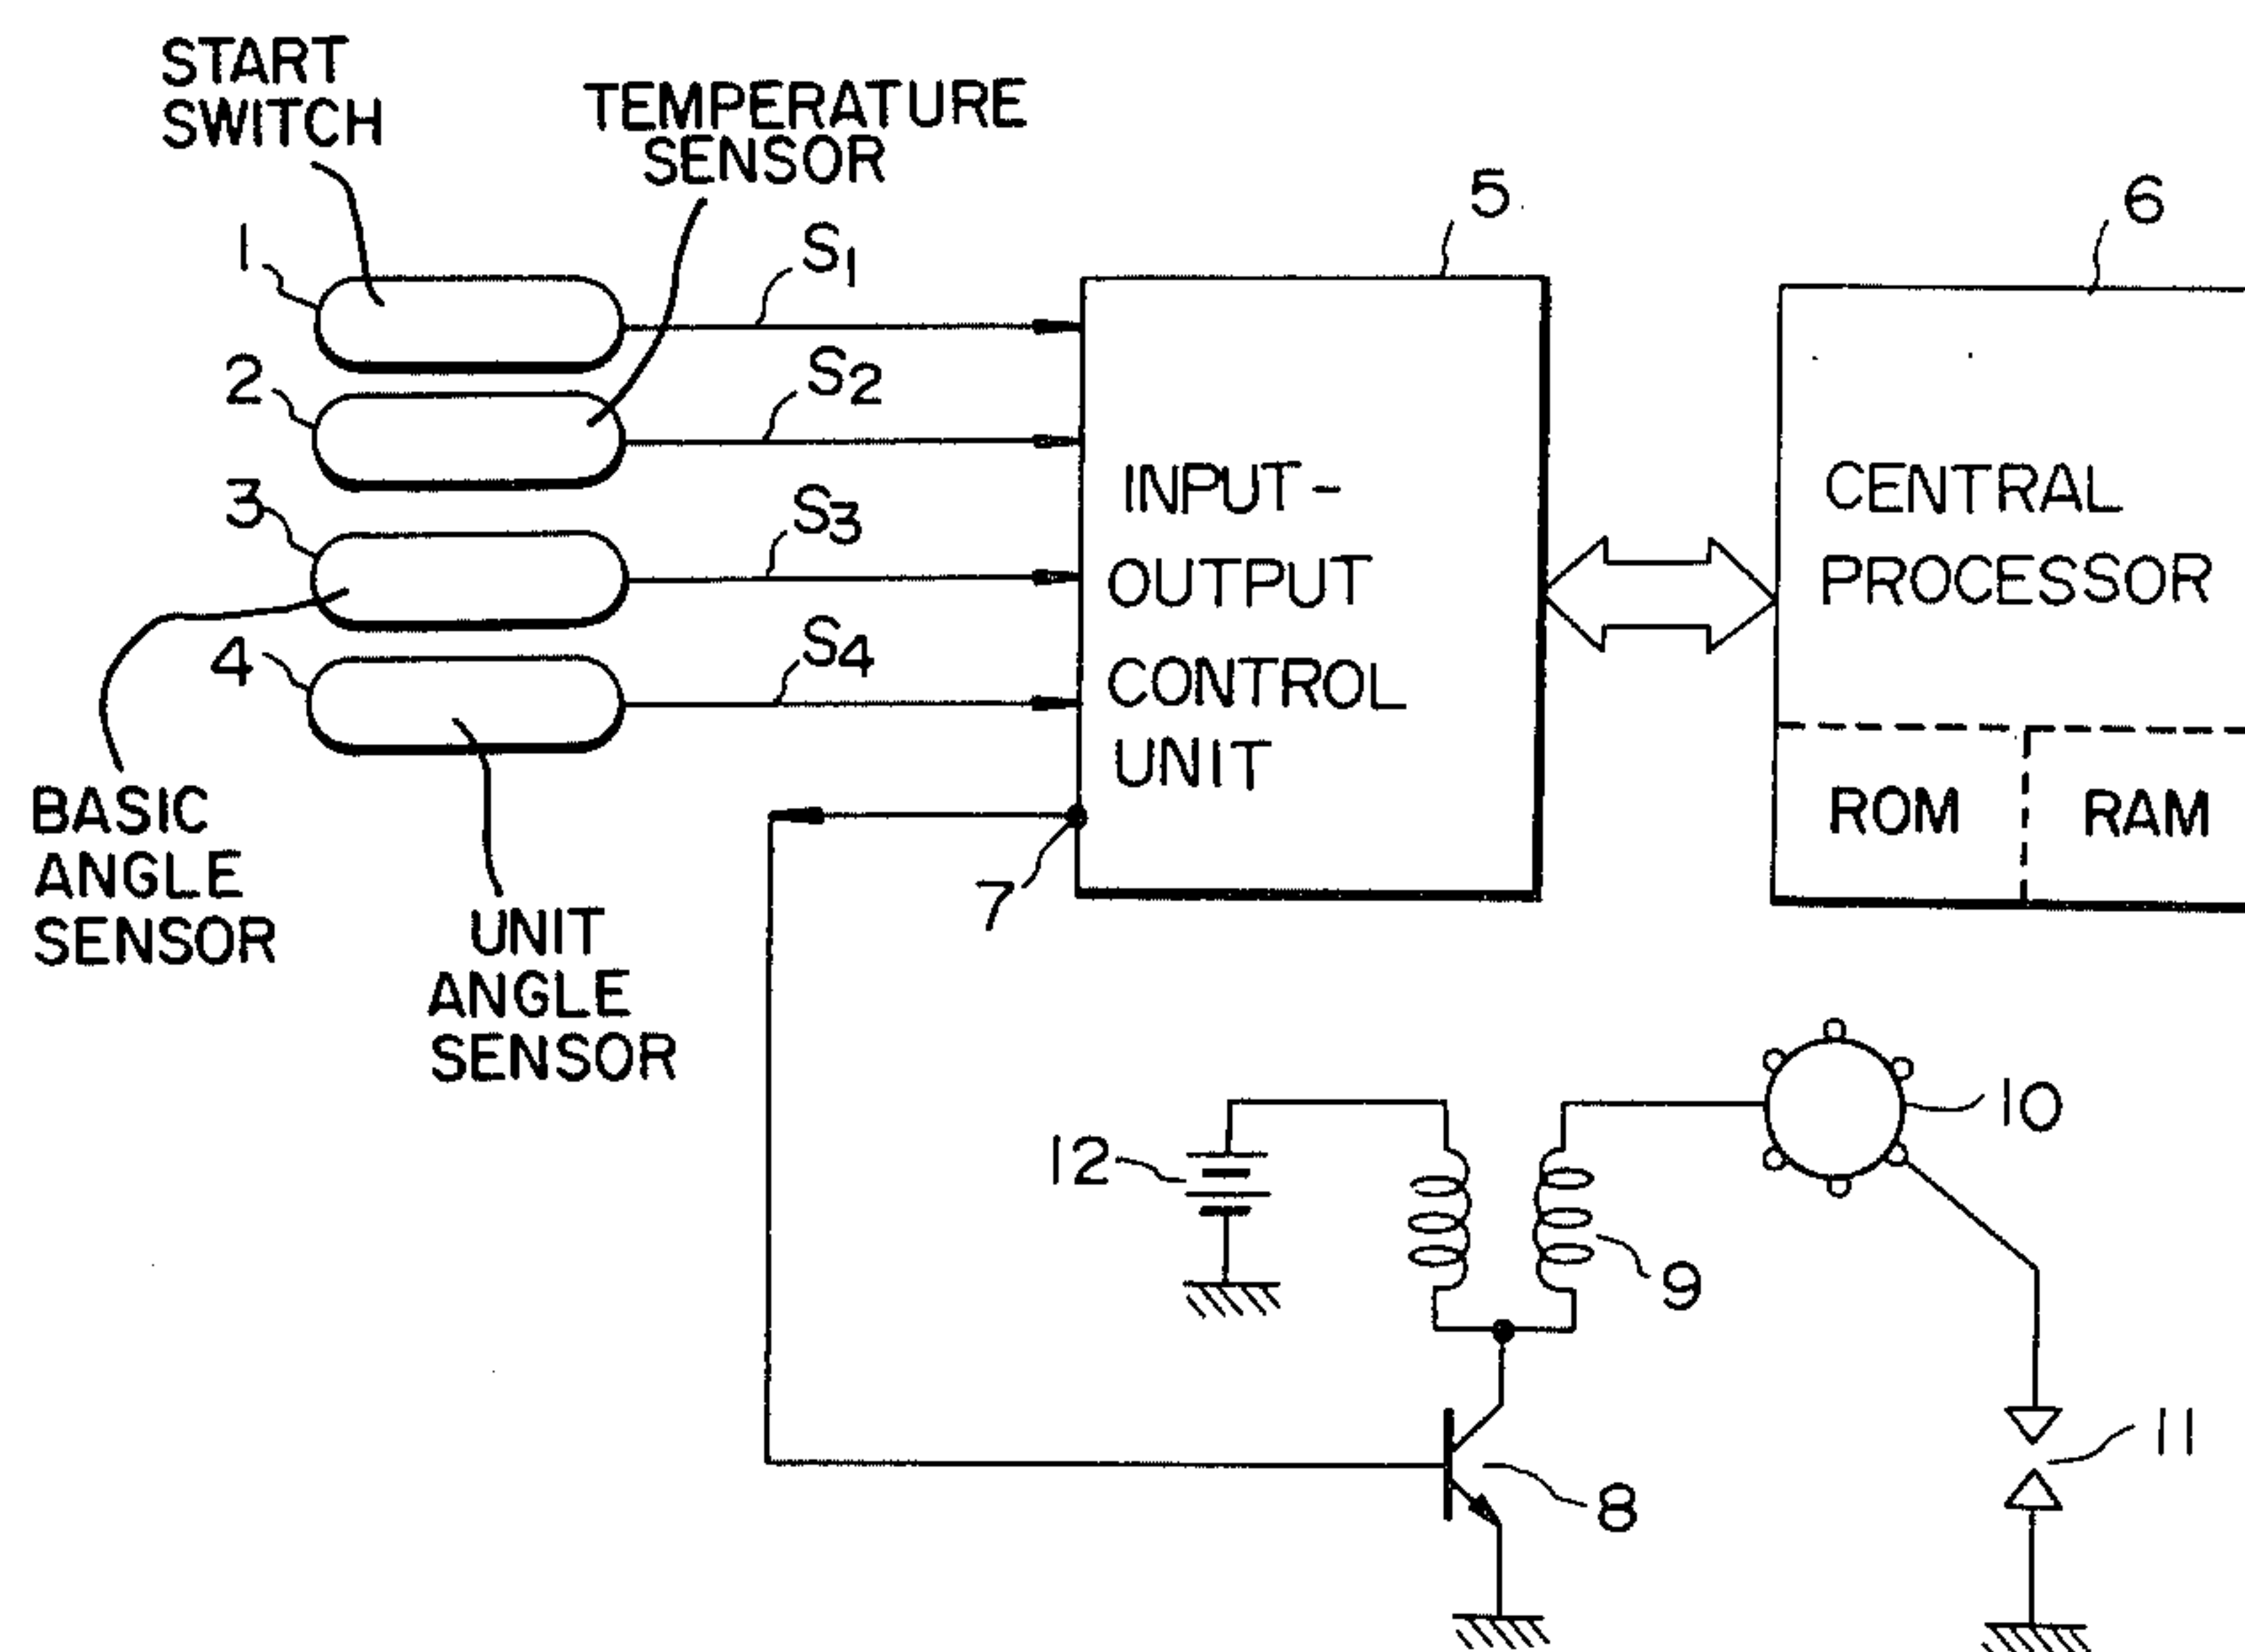 START
SWITCH
TEMPERATURE
SENSOR
1
S1
2
S2
3
S3
4
S4
5
6
INPUT-
OUTPUT
CONTROL
UNIT
CENTRAL
PROCESSOR
ROM
RAM
BASIC
ANGLE
SENSOR
UNIT
ANGLE
SENSOR
7
12
9
10
8
11